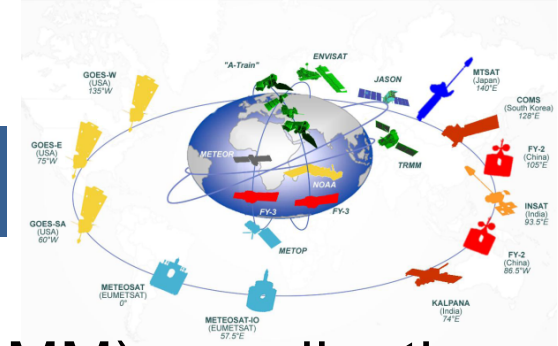 "A-Train"
ENVISAT
JASON
MTSAT
(Japan)
140°E
GOES-W
(USA)
135°W
COMS
(South Korea)
128°E
GOES-E
(USA)
75°W
METEOR
NOAA
TRMM
FY-2
(China)
105°E
INSAT
(India)
93.5°E
GOES-SA
(USA)
60°W
FY-3
FY-3
METOP
FY-2
(China)
86.5°W
METEOSAT
(EUMETSAT)
0°
METEOSAT-IO
(EUMETSAT)
57.5°E
KALPANA
(India)
74°E